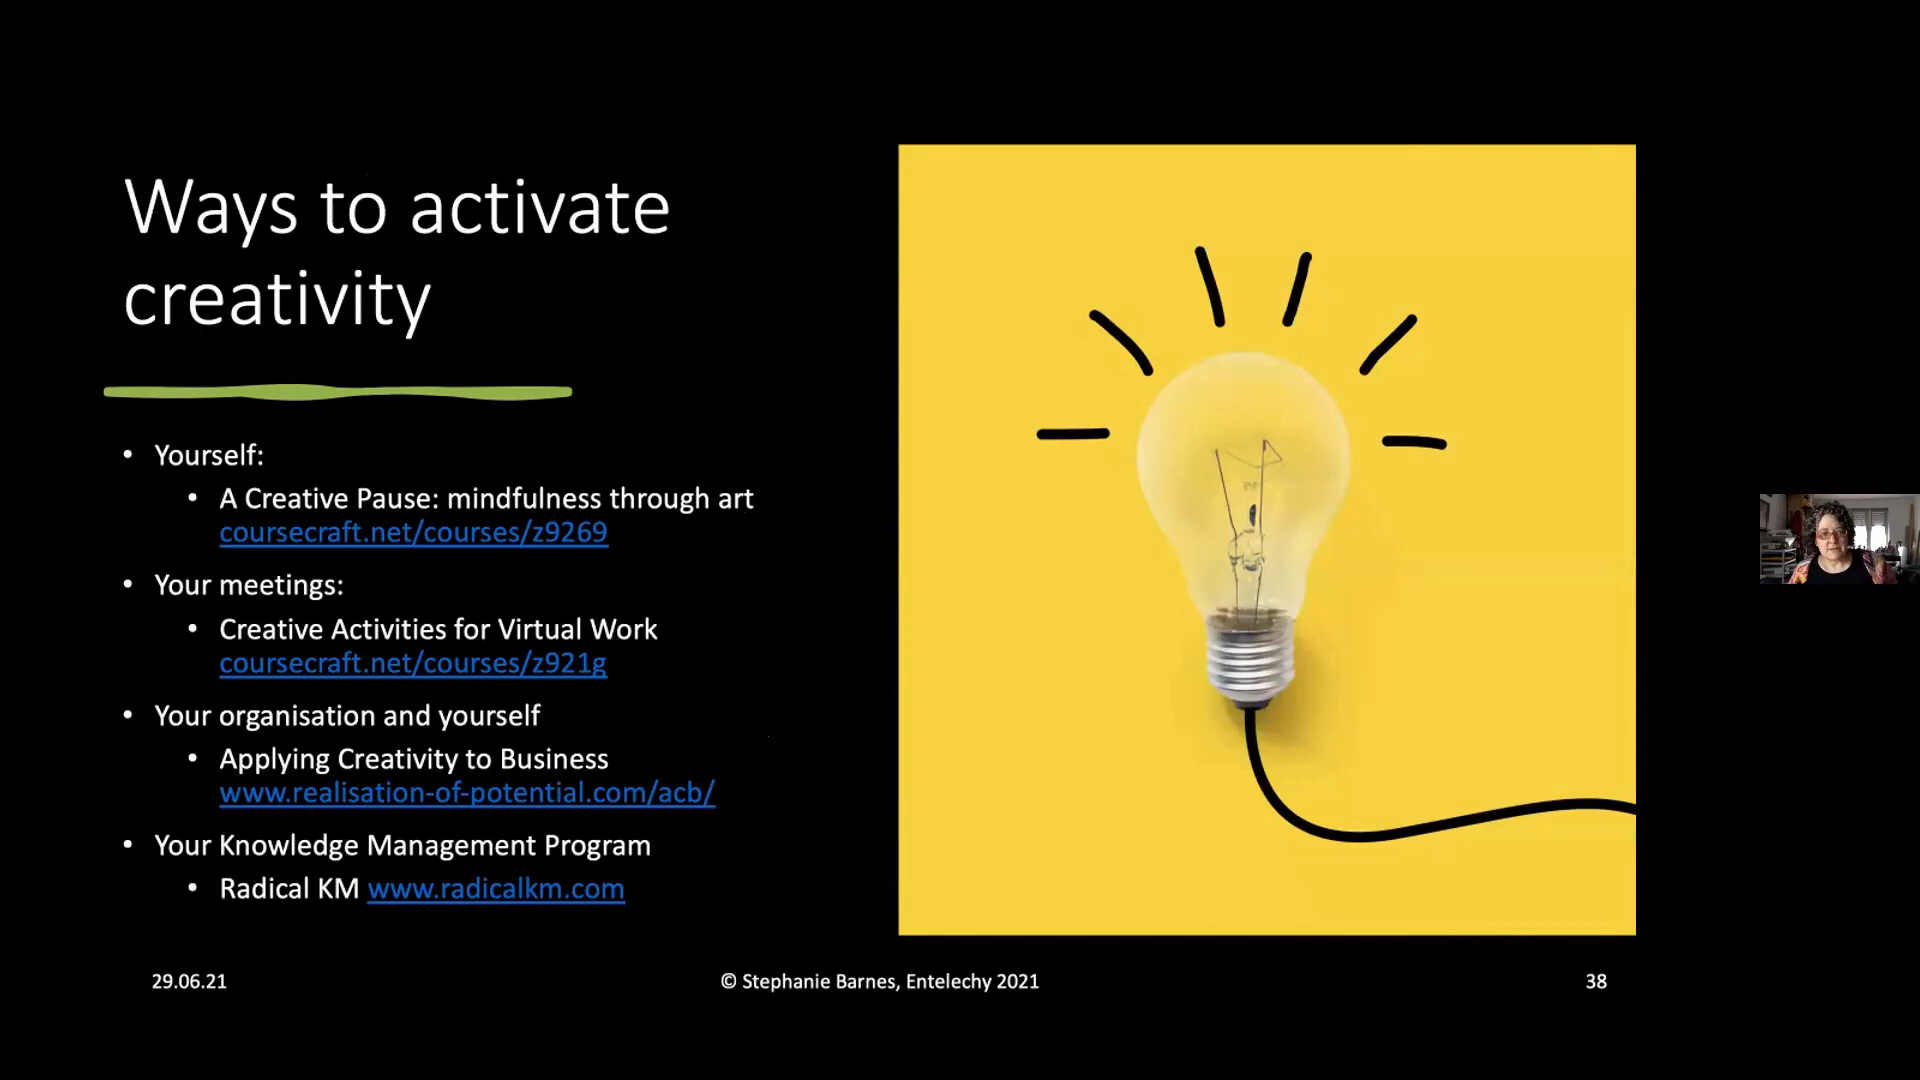 Ways to activate
creativity
• Yourself:
• A Creative Pause: mindfulness through art
coursecraft.net/courses/z9269
• Your meetings:
• Creative Activities for Virtual Work
coursecraft.net/courses/z921g
• Your organisation and yourself
• Applying Creativity to Business
www.realisation-of-potential.com/acb/
• Your Knowledge Management Program
• Radical KM www.radicalkm.com
29.06.21
© Stephanie Barnes, Entelechy 2021
38